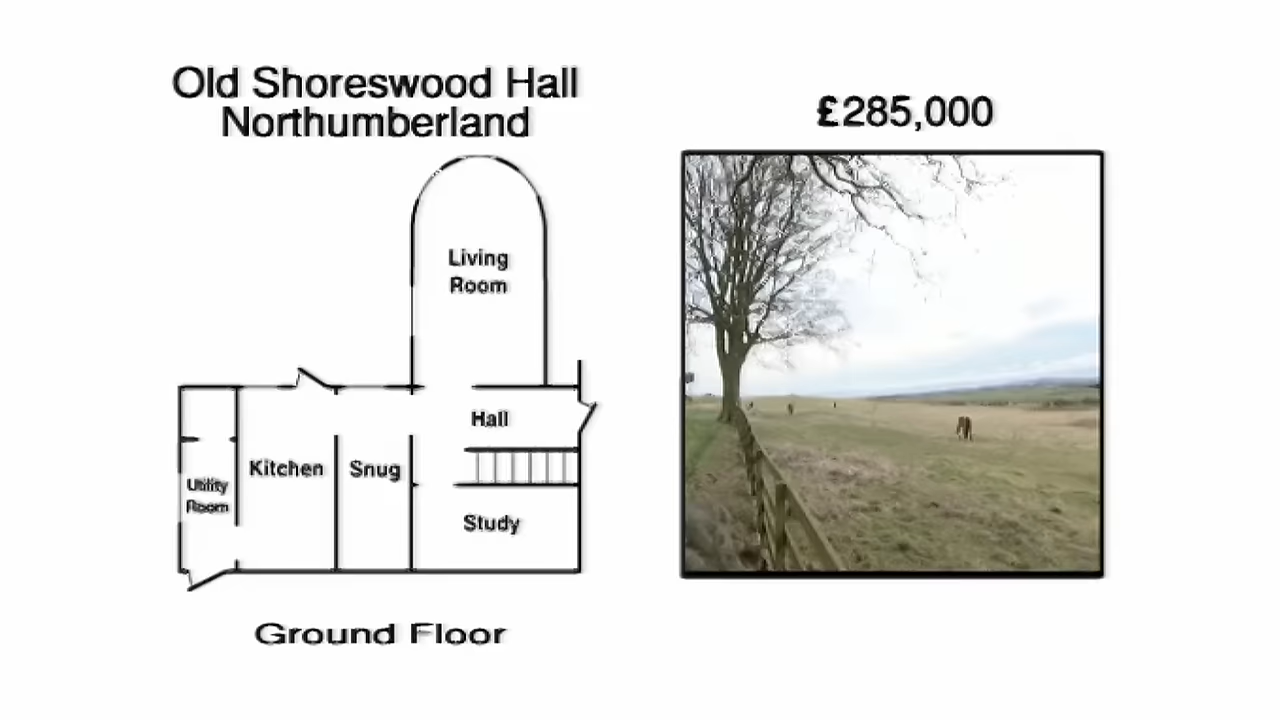 Old Shoreswood Hall
Northumberland
£285,000
Living
Room
Hall
Kitchen
Snug
Utility
Room
Study
Ground Floor